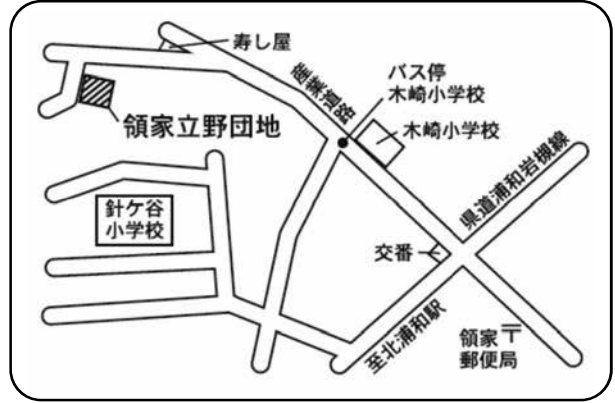 寿し屋
産業道路
バス停
木崎小学校
木崎小学校
県道浦和岩槻線
領家立野団地
針ケ谷
小学校
交番
至北浦和駅
領家〒
郵便局